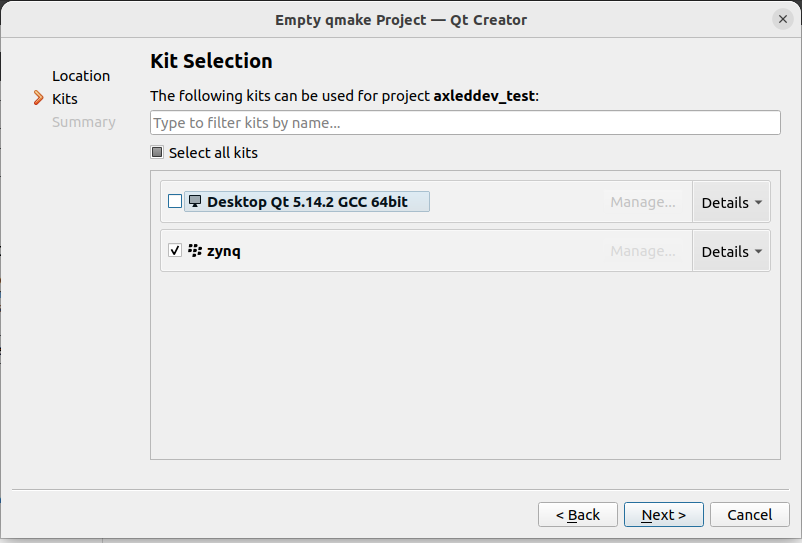 Empty qmake Project — Qt Creator
Location
Kits
Summary
Kit Selection
The following kits can be used for project axleddev_test:
Type to filter kits by name...
Select all kits
Desktop Qt 5.14.2 GCC 64bit Manage... Details
zynq Manage... Details
< Back Next > Cancel